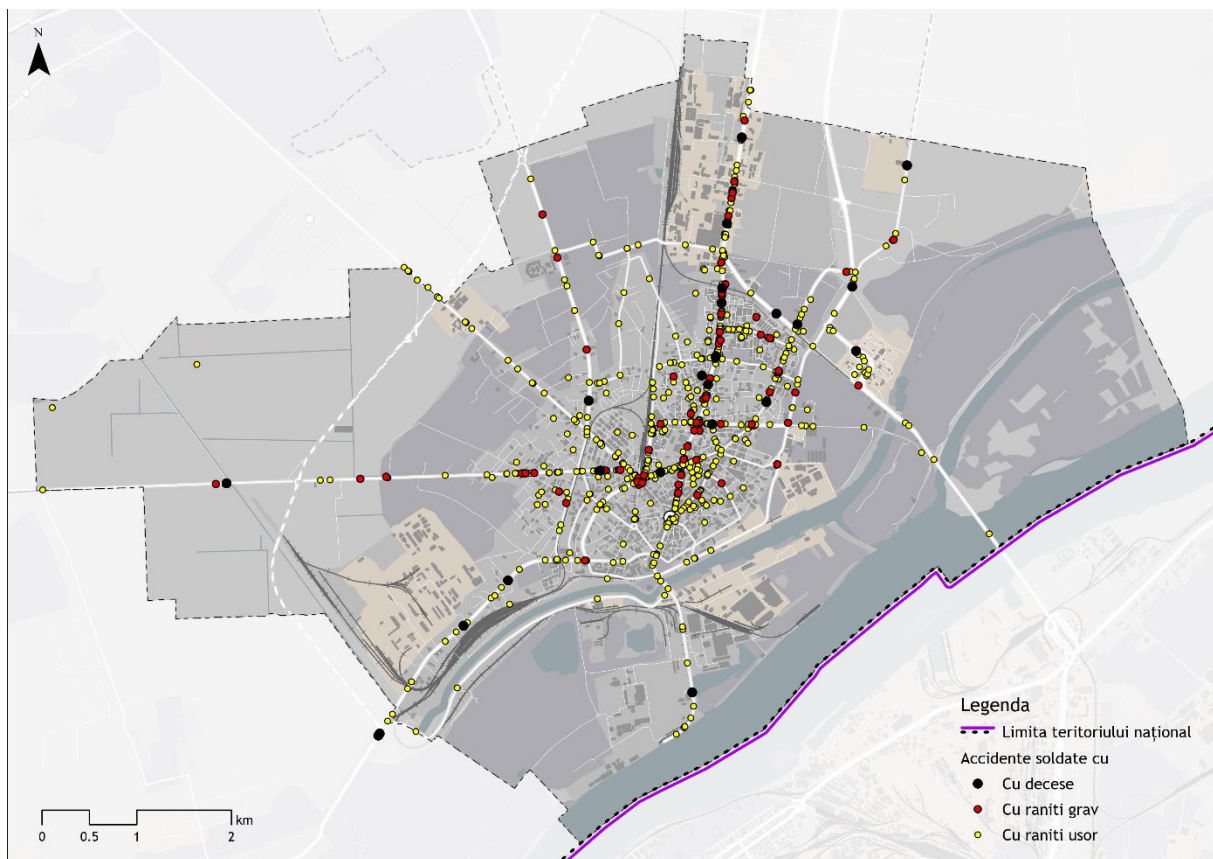 N
Legenda
Limita teritoriului național
Accidente soldate cu
Cu decese
Cu raniti grav
Cu raniti usor
km
0 0.5 1 2